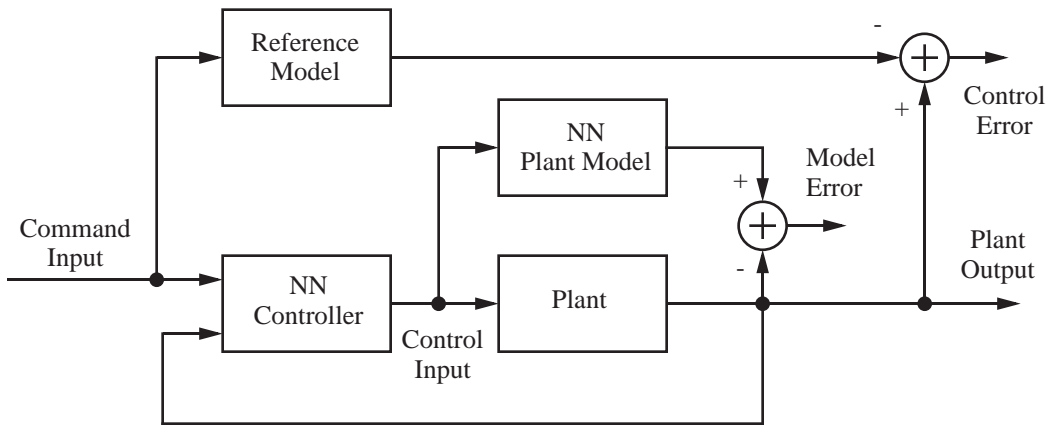 Reference
Model
-
+
Control
Error
NN
Plant Model
Model
Error
+
Command
Input
-
Plant
Output
NN
Controller
Plant
Control
Input